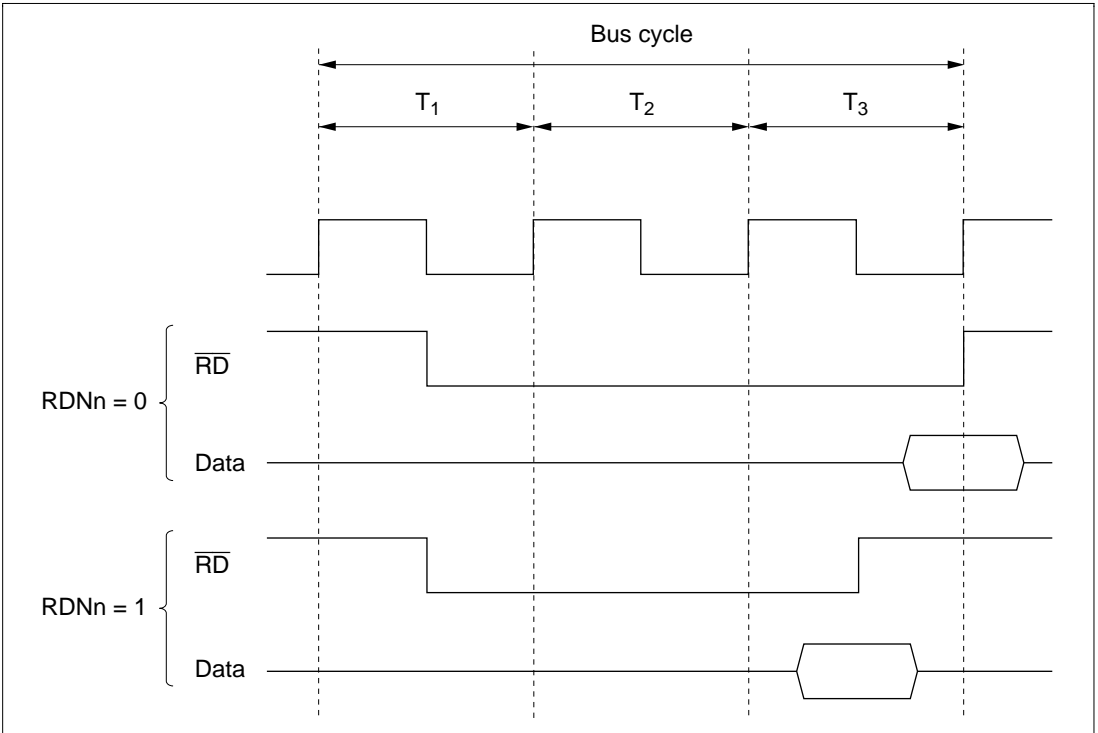 Bus cycle
T1 T2 T3
RD
RDNn = 0
Data
RD
RDNn = 1
Data